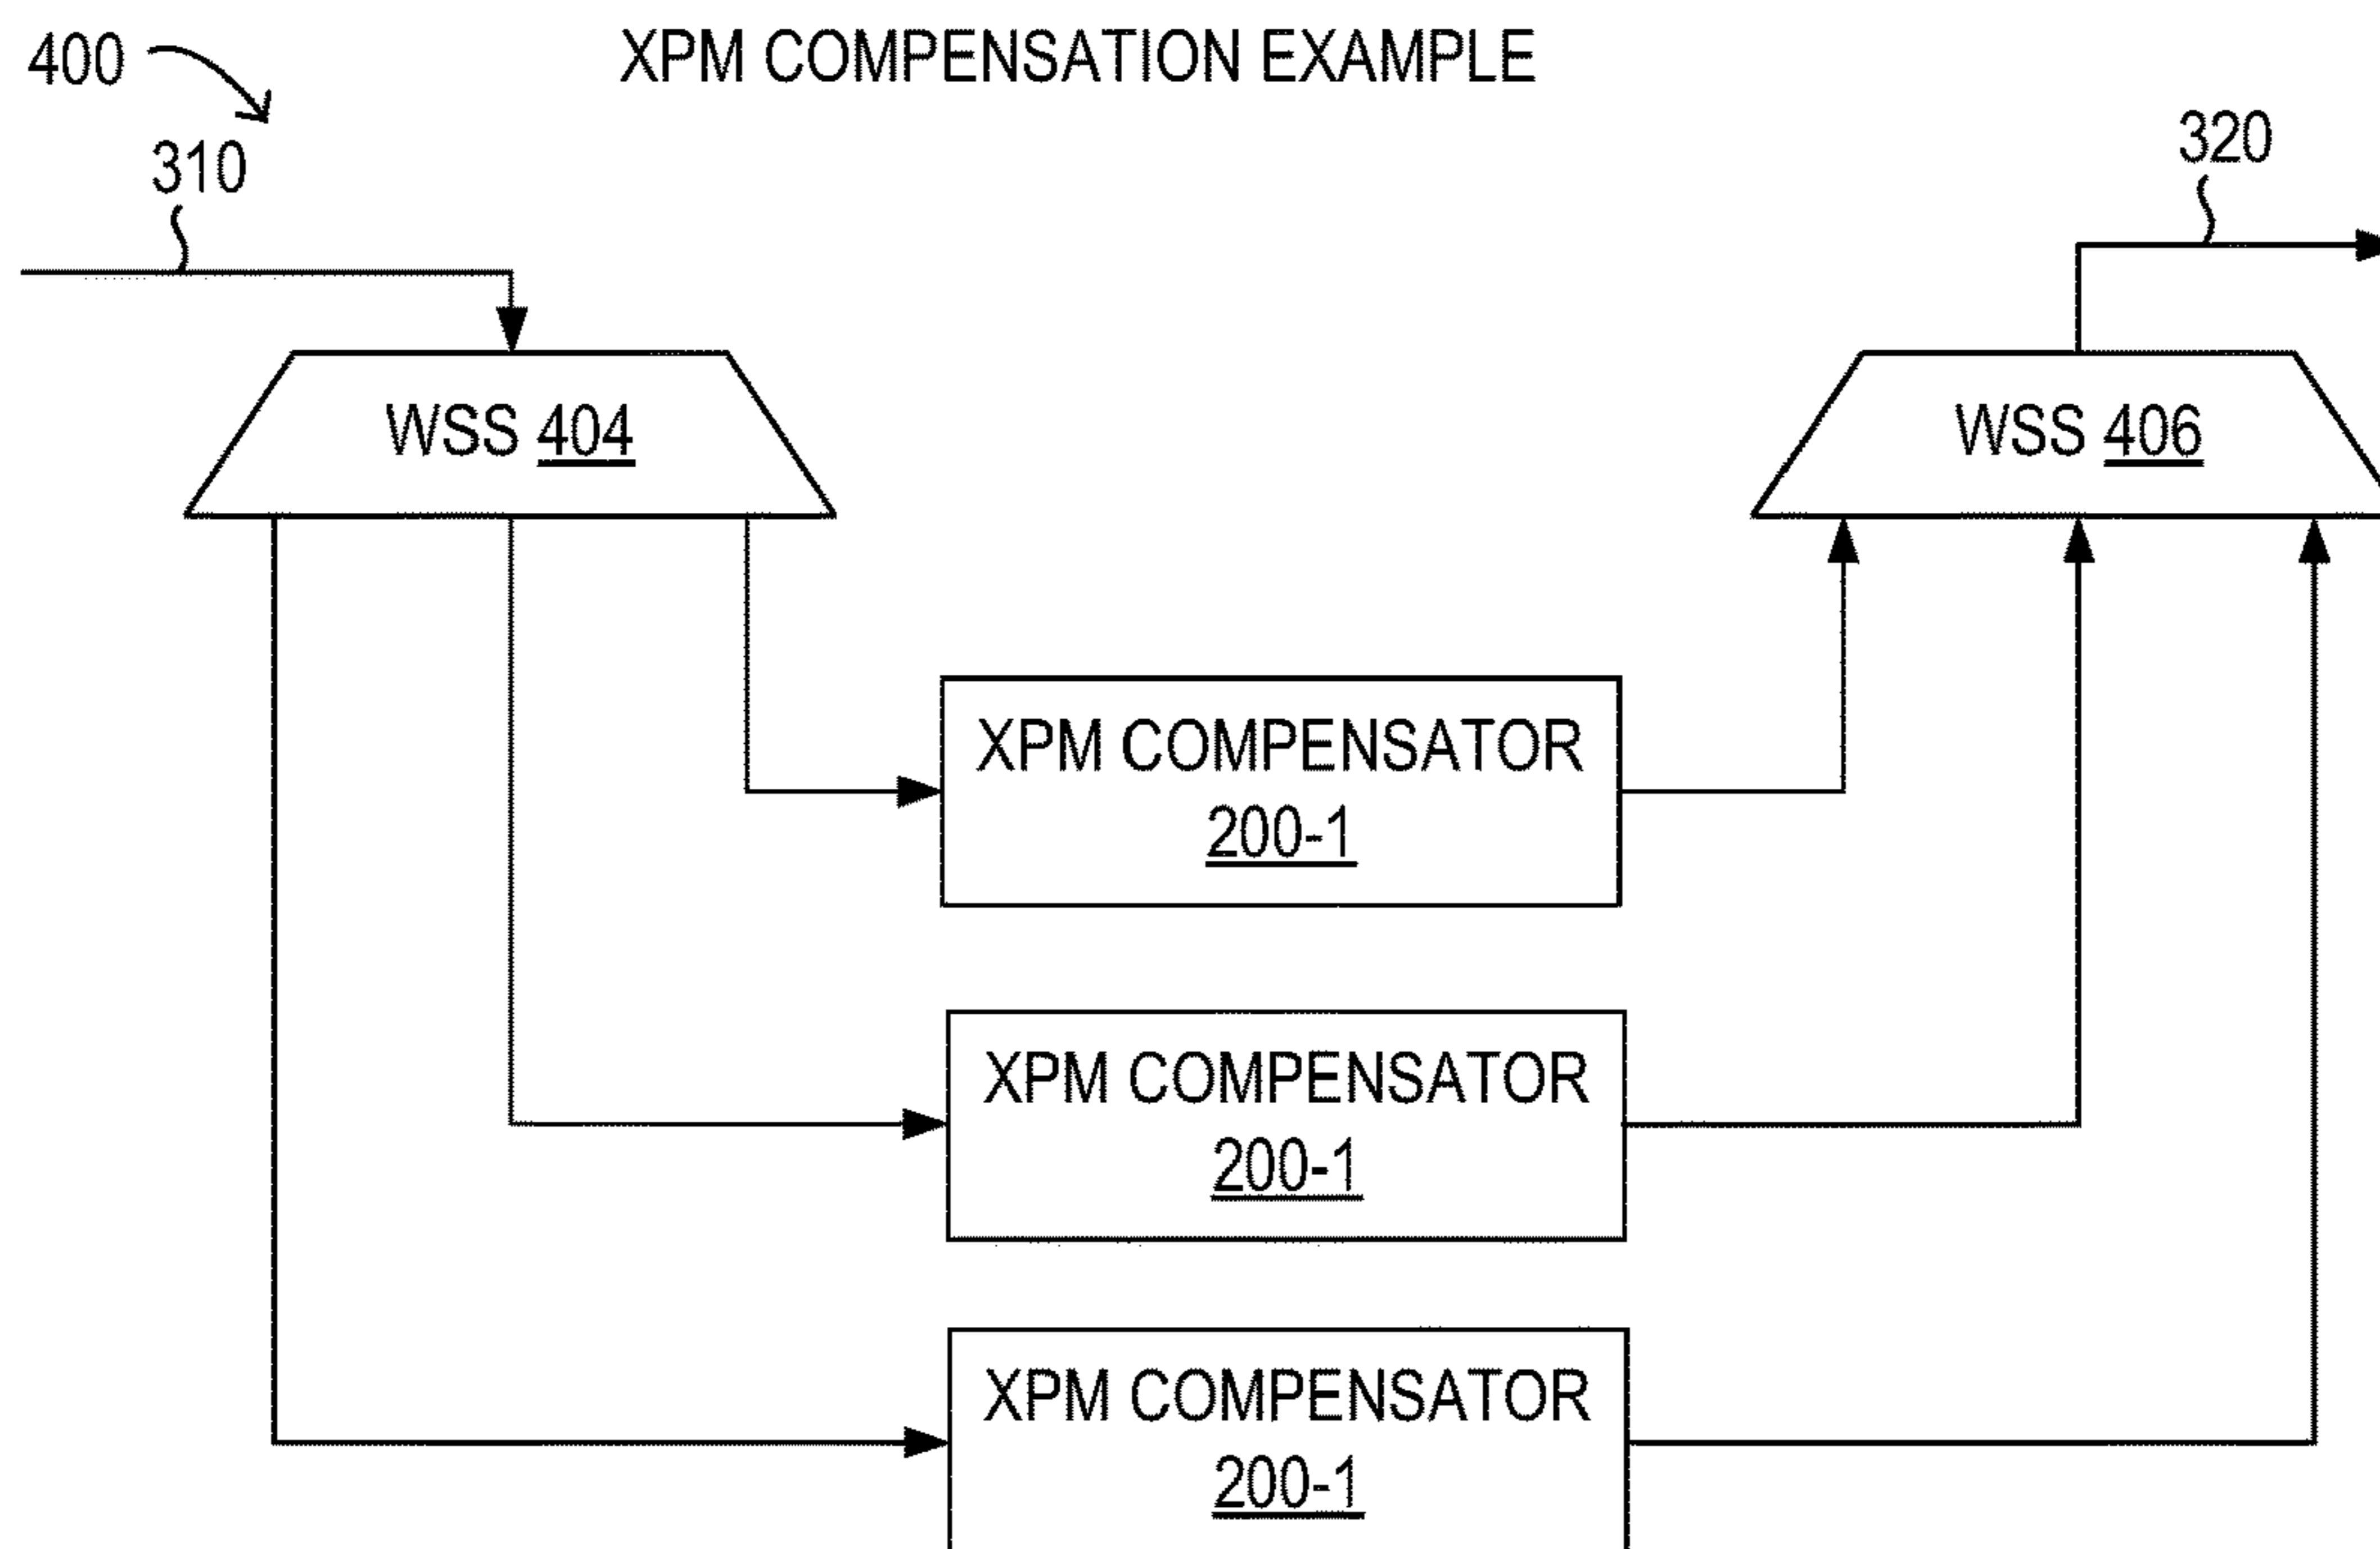 400
XPM COMPENSATION EXAMPLE
310
320
WSS 404
WSS 406
XPM COMPENSATOR
200-1
XPM COMPENSATOR
200-1
XPM COMPENSATOR
200-1